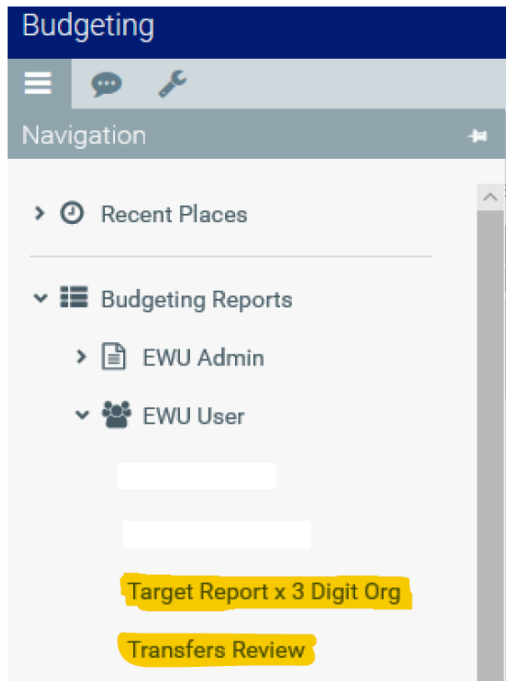 Budgeting
Navigation
Recent Places
Budgeting Reports
EWU Admin
EWU User
Target Report x 3 Digit Org
Transfers Review